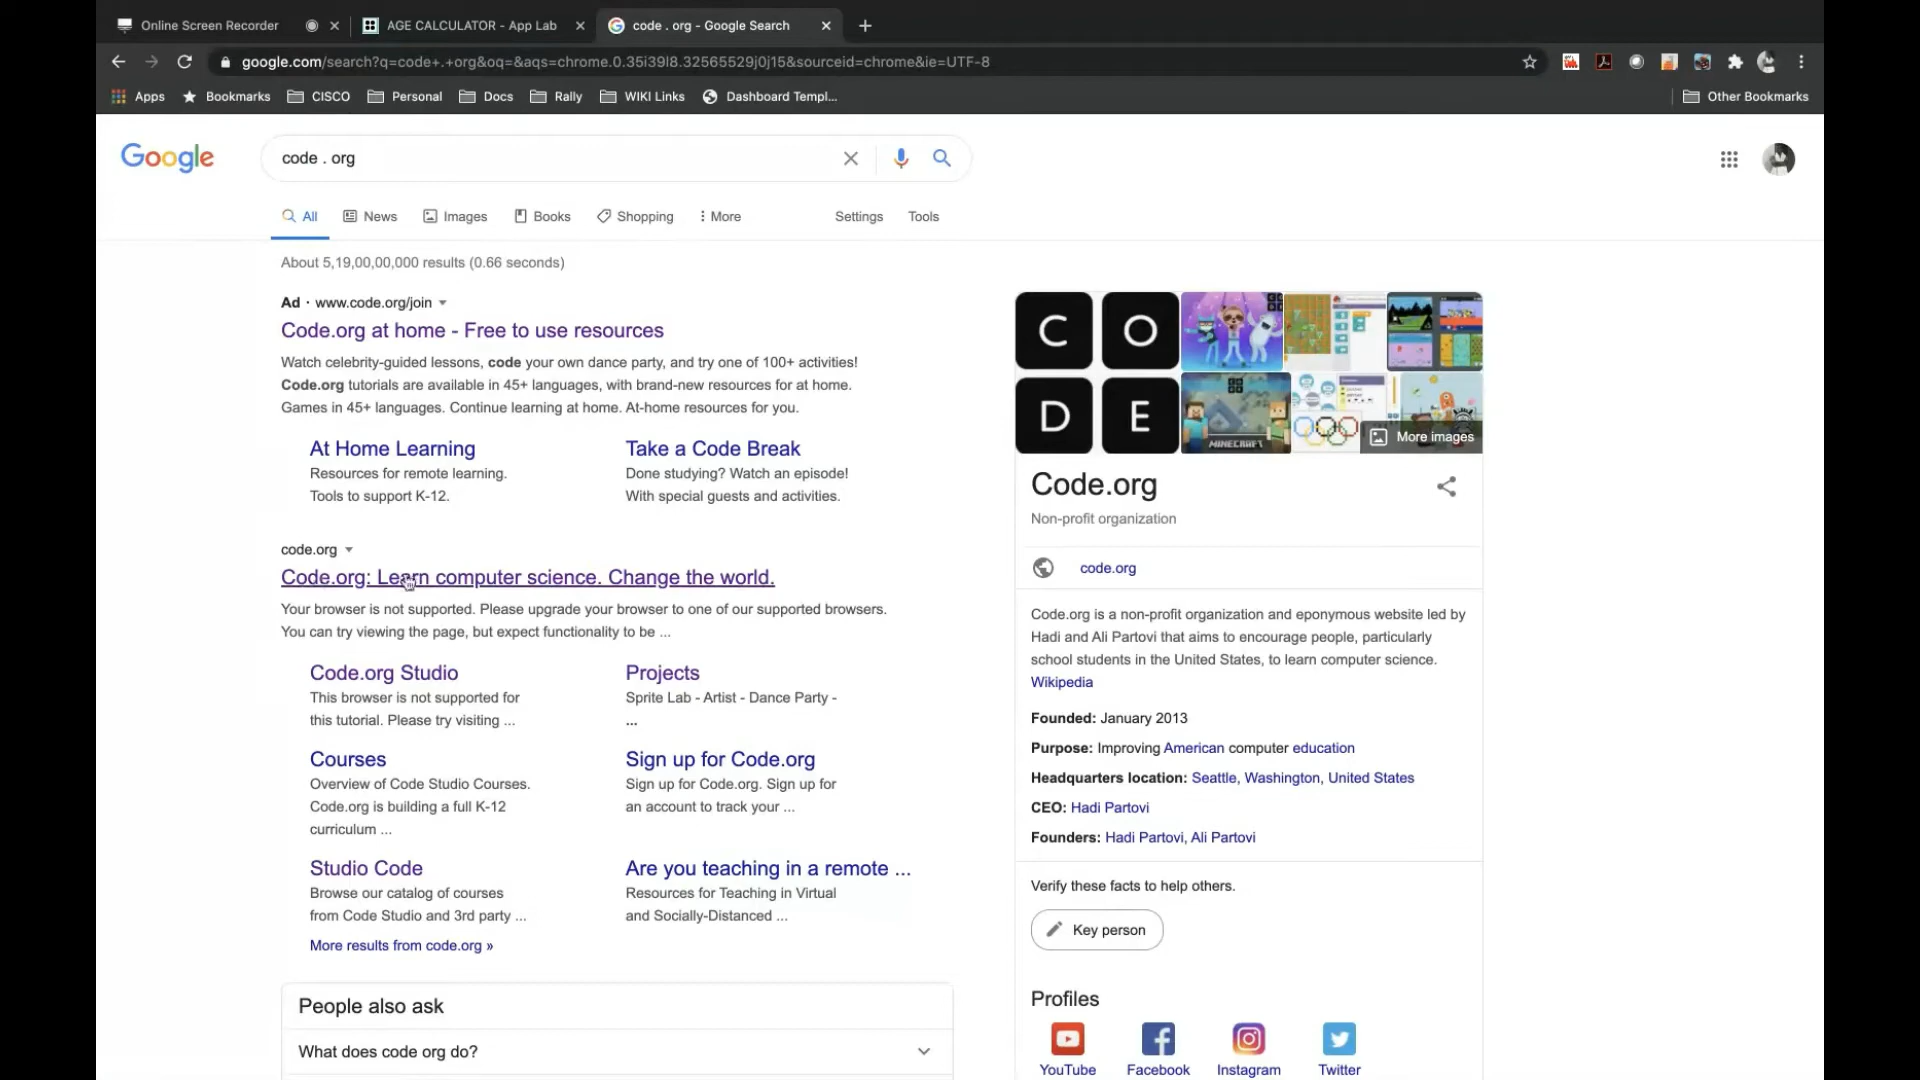 Online Screen Recorder
AGE CALCULATOR - App Lab
code . org - Google Search
google.com/search?q=code+.+org&oq=&aqs=chrome.0.35i39l8.32565529j0j15&sourceid=chrome&ie=UTF-8
Apps
Bookmarks
CISCO
Personal
Docs
Rally
WIKI Links
Dashboard Templ...
Other Bookmarks
Google
code . org
All
News
Images
Books
Shopping
More
Settings
Tools
About 5,19,00,00,000 results (0.66 seconds)
Ad · www.code.org/join
Code.org at home - Free to use resources
Watch celebrity-guided lessons, code your own dance party, and try one of 100+ activities!
Code.org tutorials are available in 45+ languages, with brand-new resources for at home.
Games in 45+ languages. Continue learning at home. At-home resources for you.
At Home Learning
Resources for remote learning.
Tools to support K-12.
Take a Code Break
Done studying? Watch an episode!
With special guests and activities.
code.org
Code.org: Learn computer science. Change the world.
Your browser is not supported. Please upgrade your browser to one of our supported browsers.
You can try viewing the page, but expect functionality to be ...
Code.org Studio
This browser is not supported for
this tutorial. Please try visiting ...
Projects
Sprite Lab - Artist - Dance Party -
...
Courses
Overview of Code Studio Courses.
Code.org is building a full K-12
curriculum ...
Sign up for Code.org
Sign up for Code.org. Sign up for
an account to track your ...
Studio Code
Browse our catalog of courses
from Code Studio and 3rd party ...
Are you teaching in a remote ...
Resources for Teaching in Virtual
and Socially-Distanced ...
More results from code.org »
People also ask
What does code org do?
C O
D E
MINECRAFT
More images
Code.org
Non-profit organization
code.org
Code.org is a non-profit organization and eponymous website led by
Hadi and Ali Partovi that aims to encourage people, particularly
school students in the United States, to learn computer science.
Wikipedia
Founded: January 2013
Purpose: Improving American computer education
Headquarters location: Seattle, Washington, United States
CEO: Hadi Partovi
Founders: Hadi Partovi, Ali Partovi
Verify these facts to help others.
Key person
Profiles
YouTube
Facebook
Instagram
Twitter